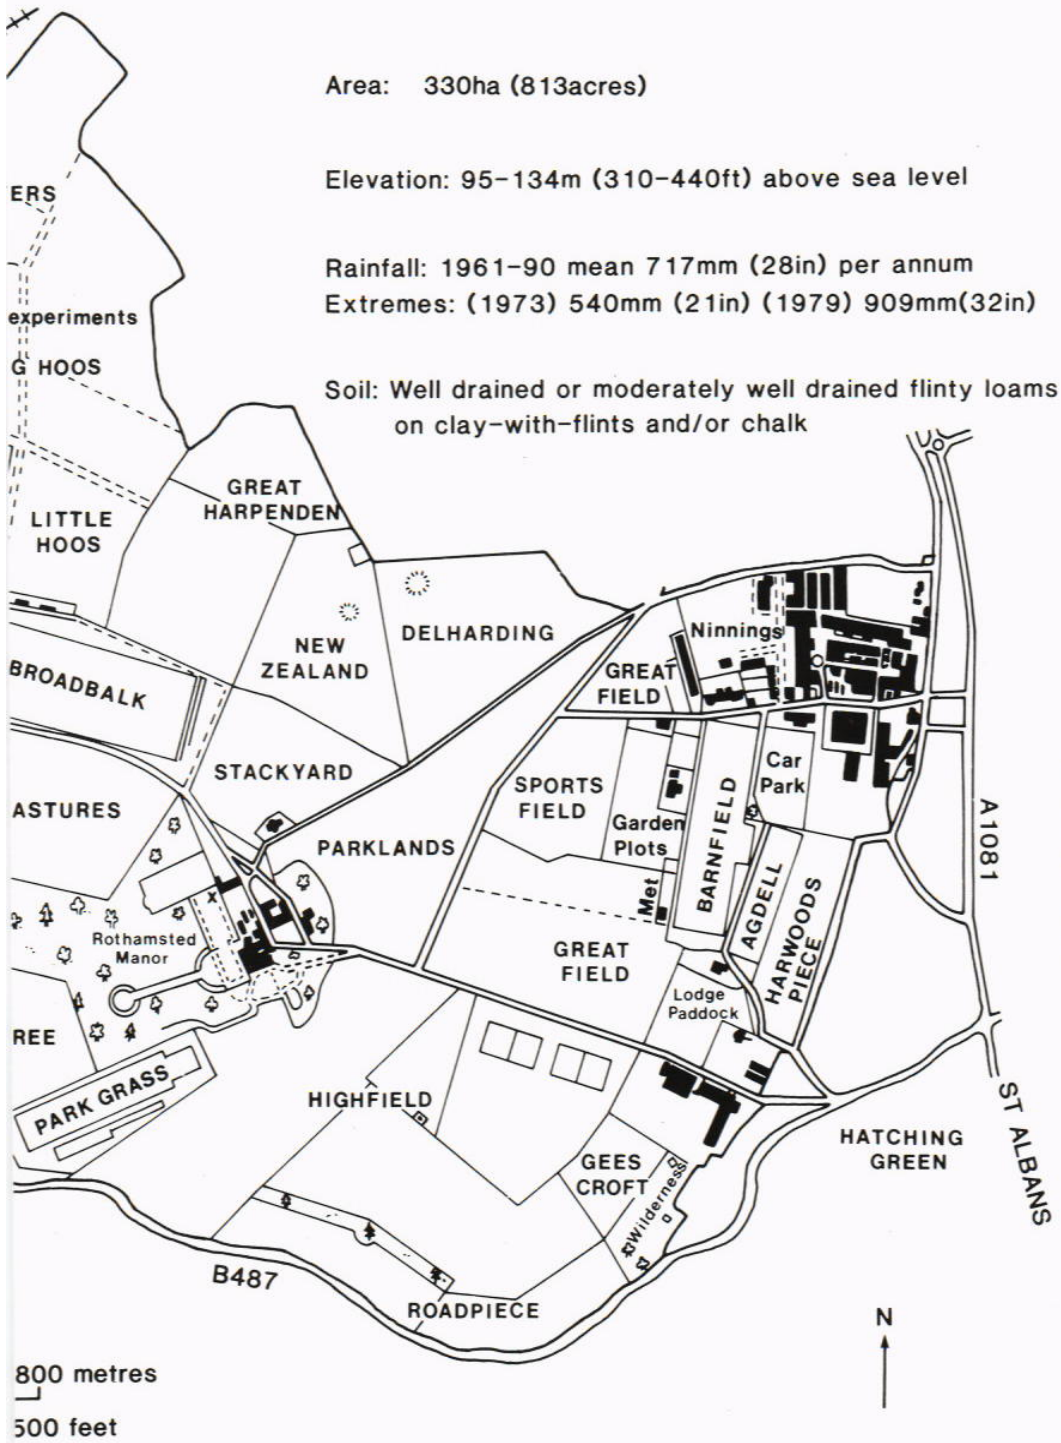 Area: 330ha (813acres)
Elevation: 95-134m (310-440ft) above sea level
ERS
Rainfall: 1961-90 mean 717mm (28in) per annum
Extremes: (1973) 540mm (21in) (1979) 909mm(32in)
experiments
G HOOS
Soil: Well drained or moderately well drained flinty loams
on clay-with-flints and/or chalk
GREAT
HARPENDEN
LITTLE
HOOS
NEW
ZEALAND
DELHARDING
Ninnings
GREAT
FIELD
BROADBALK
STACKYARD
SPORTS
FIELD
Car
Park
ASTURES
PARKLANDS
Garden
Plots
BARNFIELD
A1081
Met
AGDELL
HARWOODS
PIECE
X
Rothamsted
Manor
GREAT
FIELD
Lodge
Paddock
REE
PARK GRASS
HIGHFIELD
HATCHING
GREEN
ST ALBANS
GEES
CROFT
Wilderness
B487
ROADPIECE
N
800 metres
500 feet